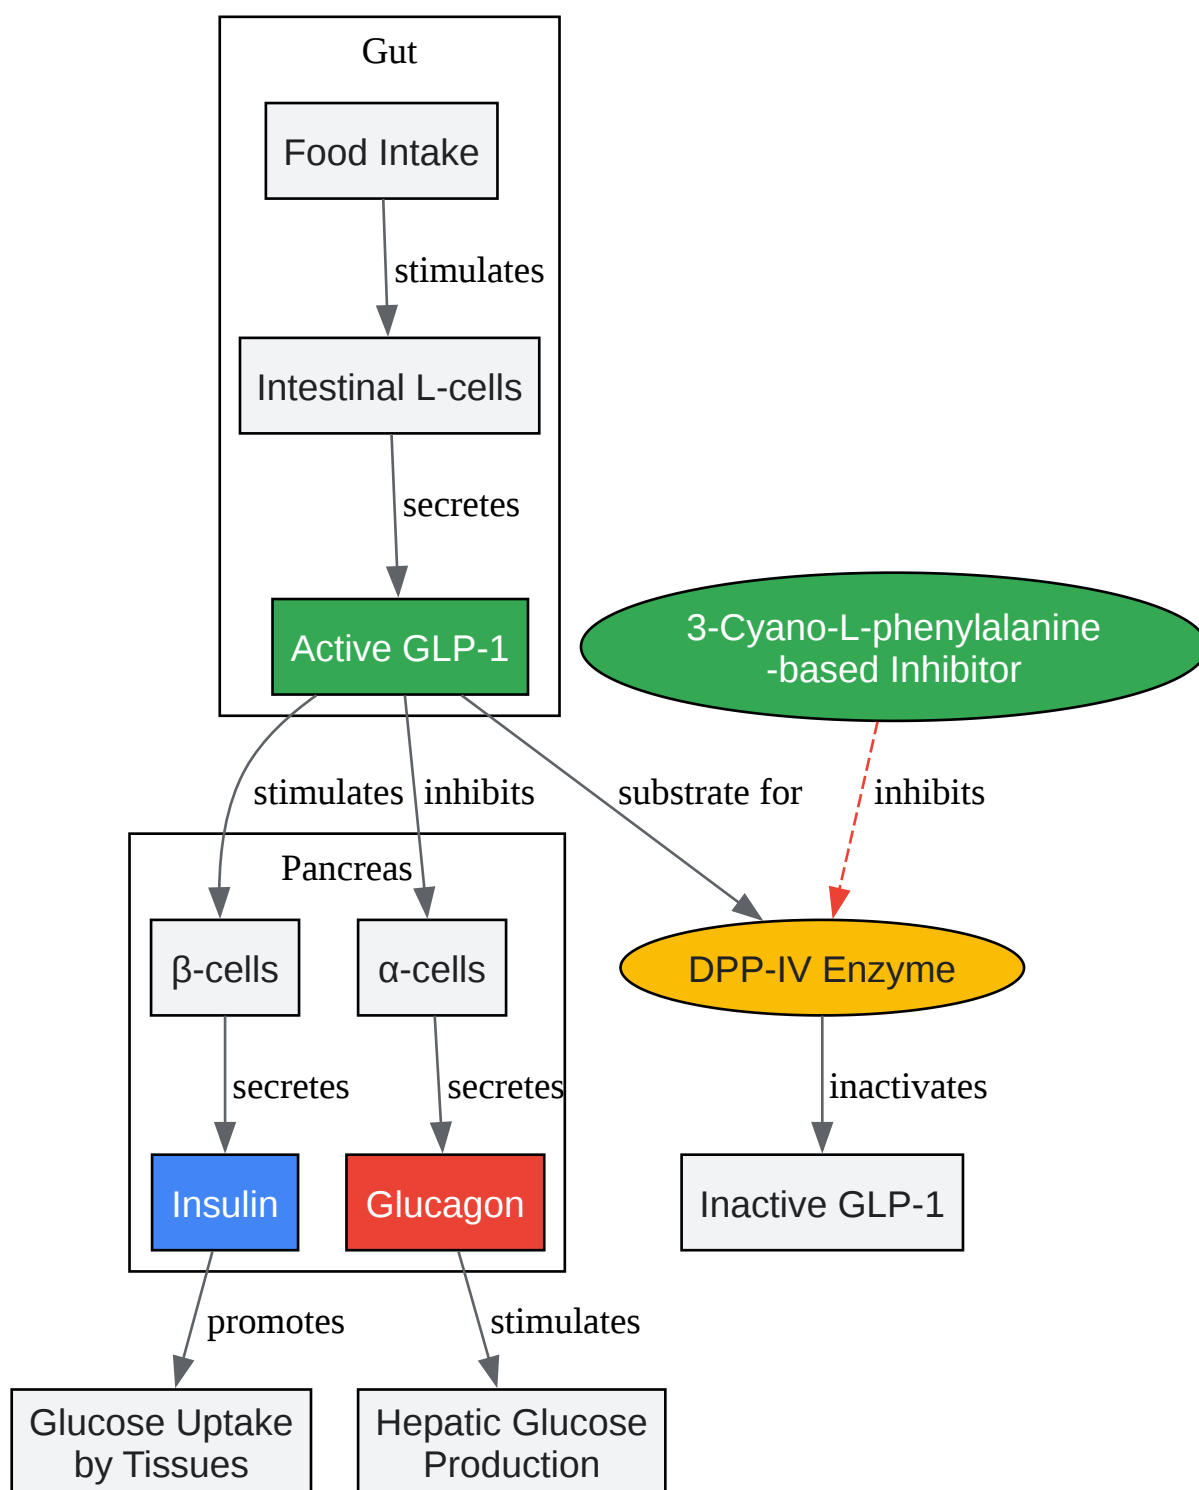 Gut
Food Intake
stimulates
Intestinal L-cells
secretes
Active GLP-1
3-Cyano-L-phenylalanine
-based Inhibitor
stimulates
inhibits
substrate for
inhibits
Pancreas
β-cells
α-cells
DPP-IV Enzyme
secretes
secretes
inactivates
Insulin
Glucagon
Inactive GLP-1
promotes
stimulates
Glucose Uptake
by Tissues
Hepatic Glucose
Production